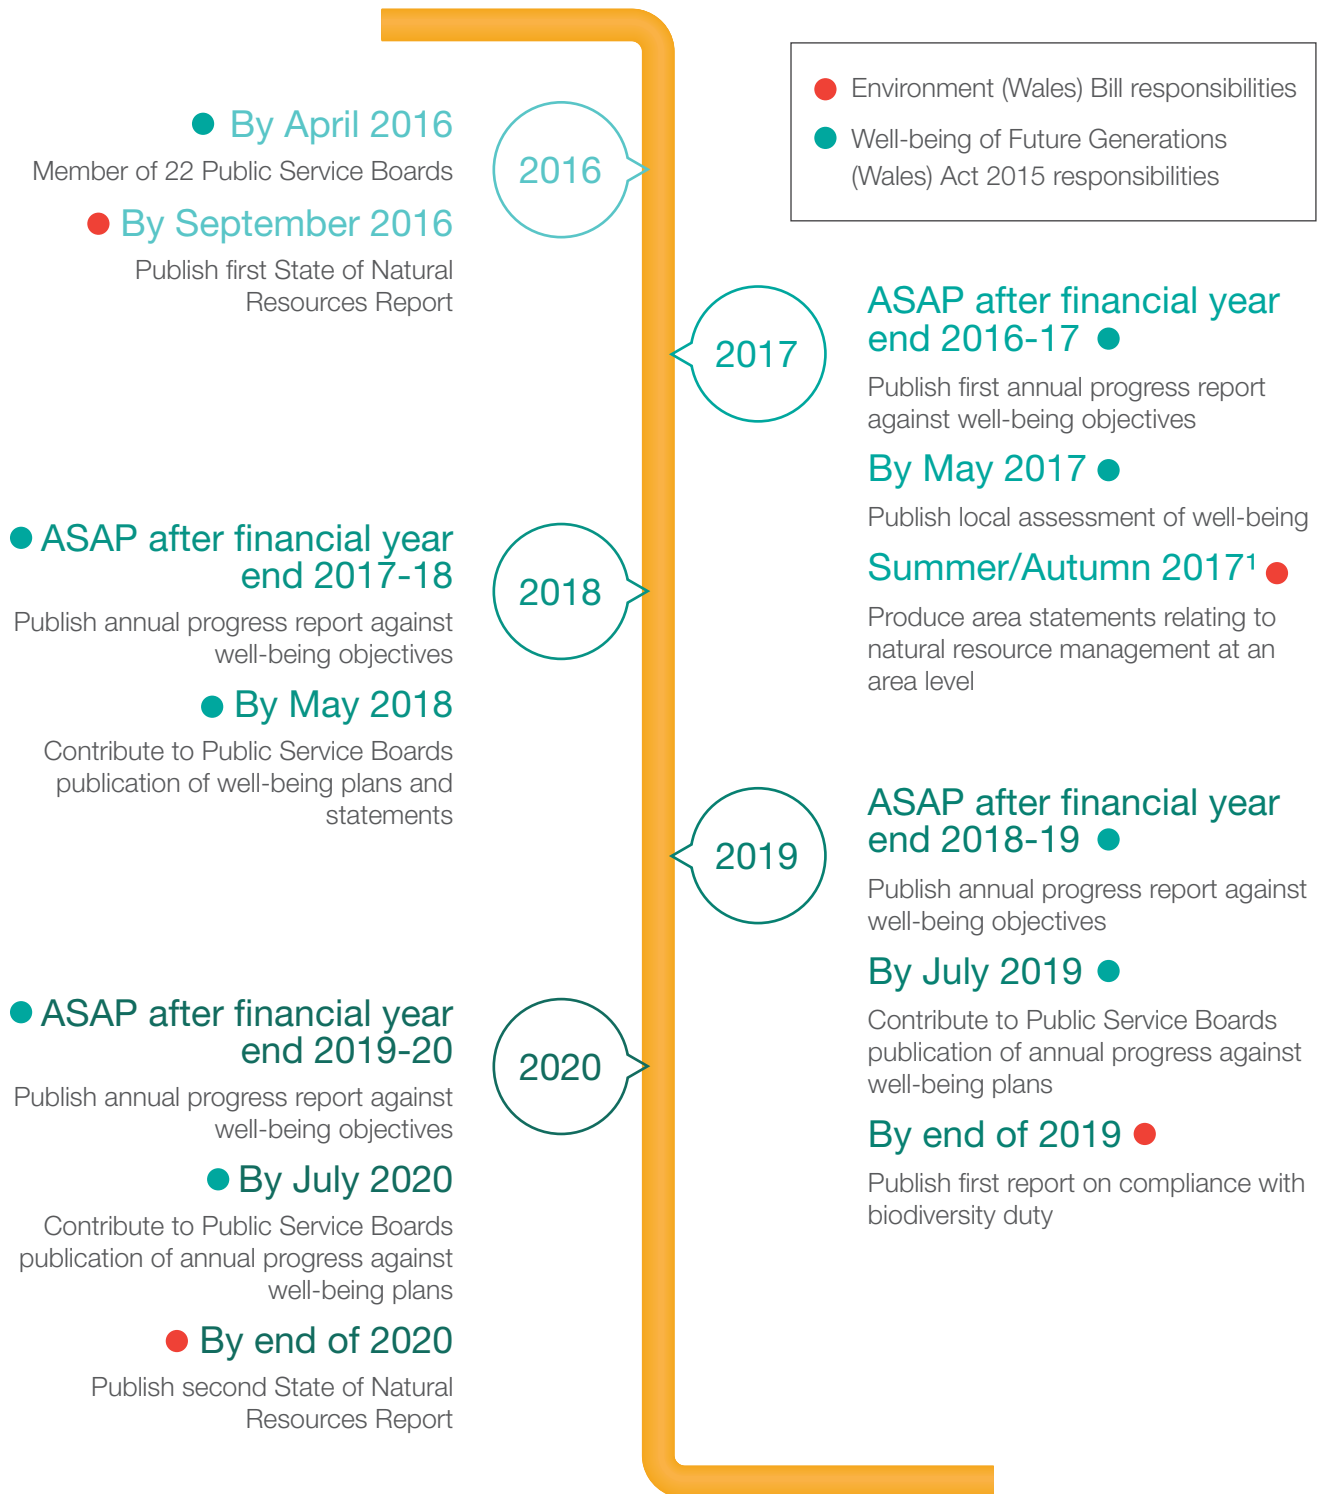 Environment (Wales) Bill responsibilities
Well-being of Future Generations
(Wales) Act 2015 responsibilities
By April 2016
Member of 22 Public Service Boards
By September 2016
Publish first State of Natural
Resources Report
2016
2017
ASAP after financial year
end 2016-17
Publish first annual progress report
against well-being objectives
By May 2017
Publish local assessment of well-being
Summer/Autumn 2017¹
Produce area statements relating to
natural resource management at an
area level
ASAP after financial year
end 2017-18
Publish annual progress report against
well-being objectives
By May 2018
Contribute to Public Service Boards
publication of well-being plans and
statements
2018
2019
ASAP after financial year
end 2018-19
Publish annual progress report against
well-being objectives
By July 2019
Contribute to Public Service Boards
publication of annual progress against
well-being plans
By end of 2019
Publish first report on compliance with
biodiversity duty
ASAP after financial year
end 2019-20
Publish annual progress report against
well-being objectives
By July 2020
Contribute to Public Service Boards
publication of annual progress against
well-being plans
By end of 2020
Publish second State of Natural
Resources Report
2020